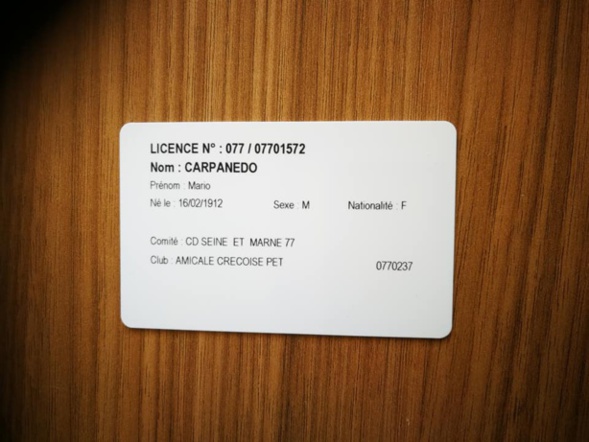 LICENCE N° : 077 / 07701572
Nom : CARPANEDO
Prénom : Mario
Né le : 16/02/1912 Sexe : M Nationalité : F
Comité : CD SEINE ET MARNE 77
Club : AMICALE CRECOISE PET 0770237